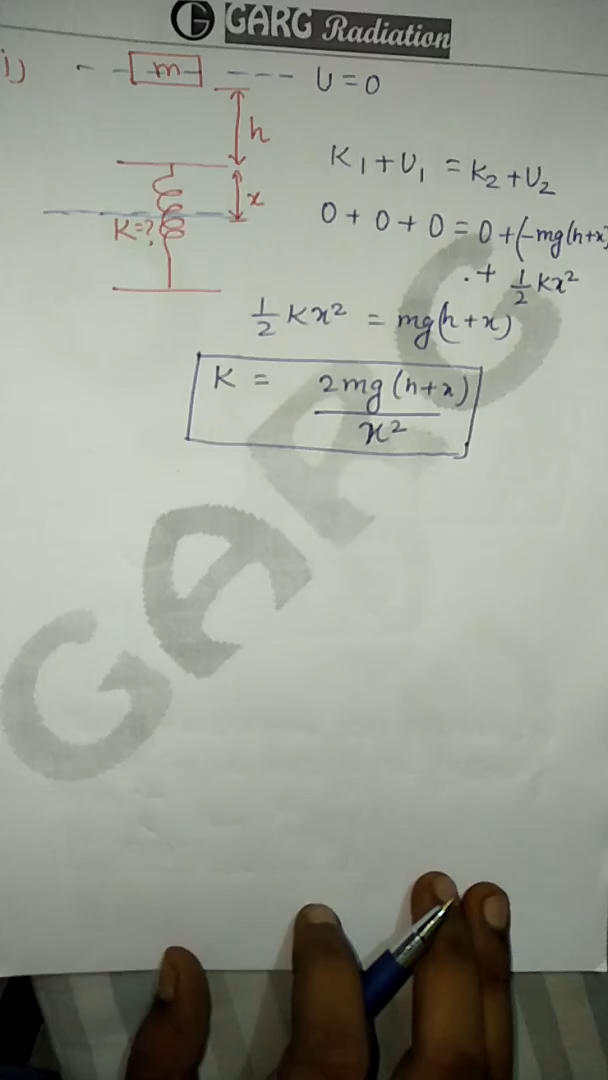 G GARG Radiation
i) m U = 0
h
K₁ + U₁ = K₂ + U₂
x
K=?
0 + 0 + 0 = 0 + (-mg(h+x)
. + 1/2 Kx²
1/2 Kx² = mg(h+x)
K = 2mg(h+x) / x²
GARG